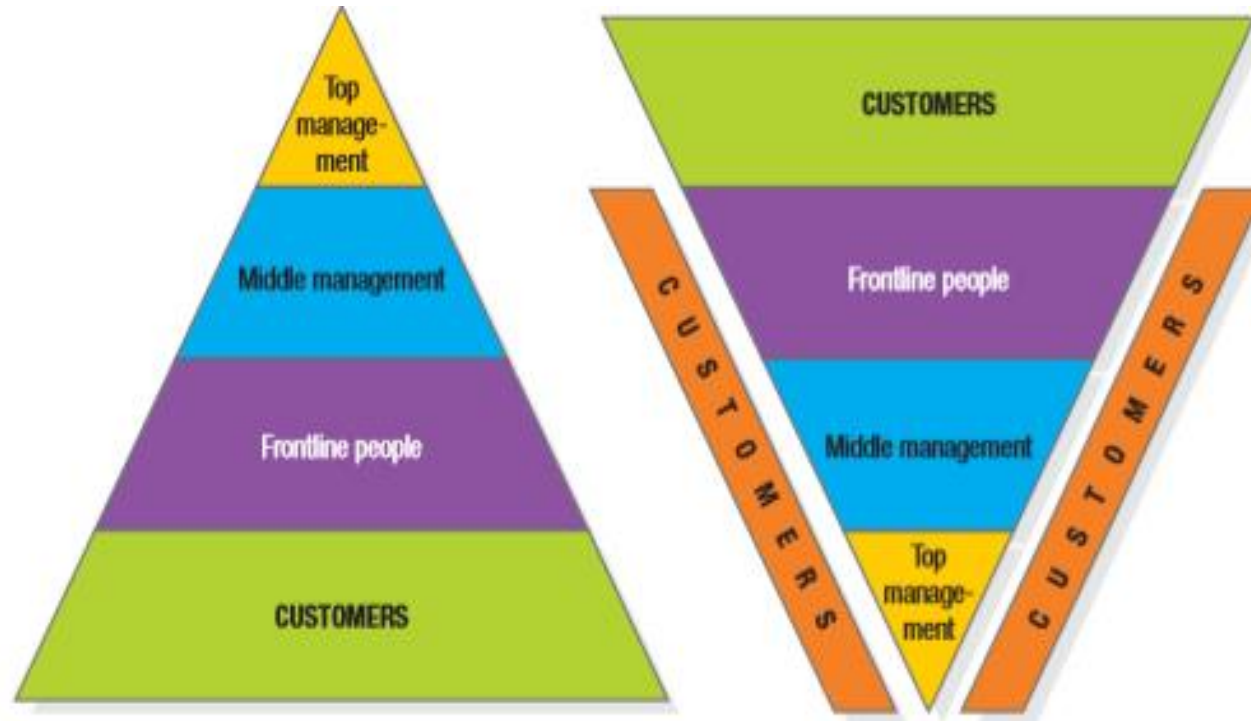 Top
manage-
ment
Middle management
Frontline people
CUSTOMERS
CUSTOMERS
Frontline people
Middle management
Top
manage-
ment
CUSTOMERS
CUSTOMERS